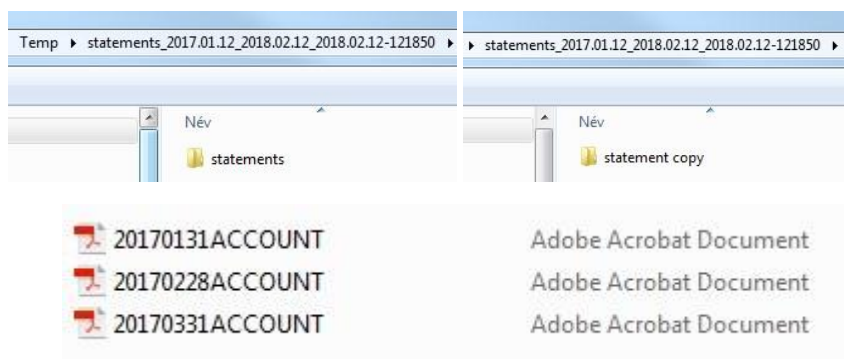 Temp ▸ statements_2017.01.12_2018.02.12_2018.02.12-121850 ▸
Név
statements
▸ statements_2017.01.12_2018.02.12_2018.02.12-121850 ▸
Név
statement copy
20170131ACCOUNT Adobe Acrobat Document
20170228ACCOUNT Adobe Acrobat Document
20170331ACCOUNT Adobe Acrobat Document